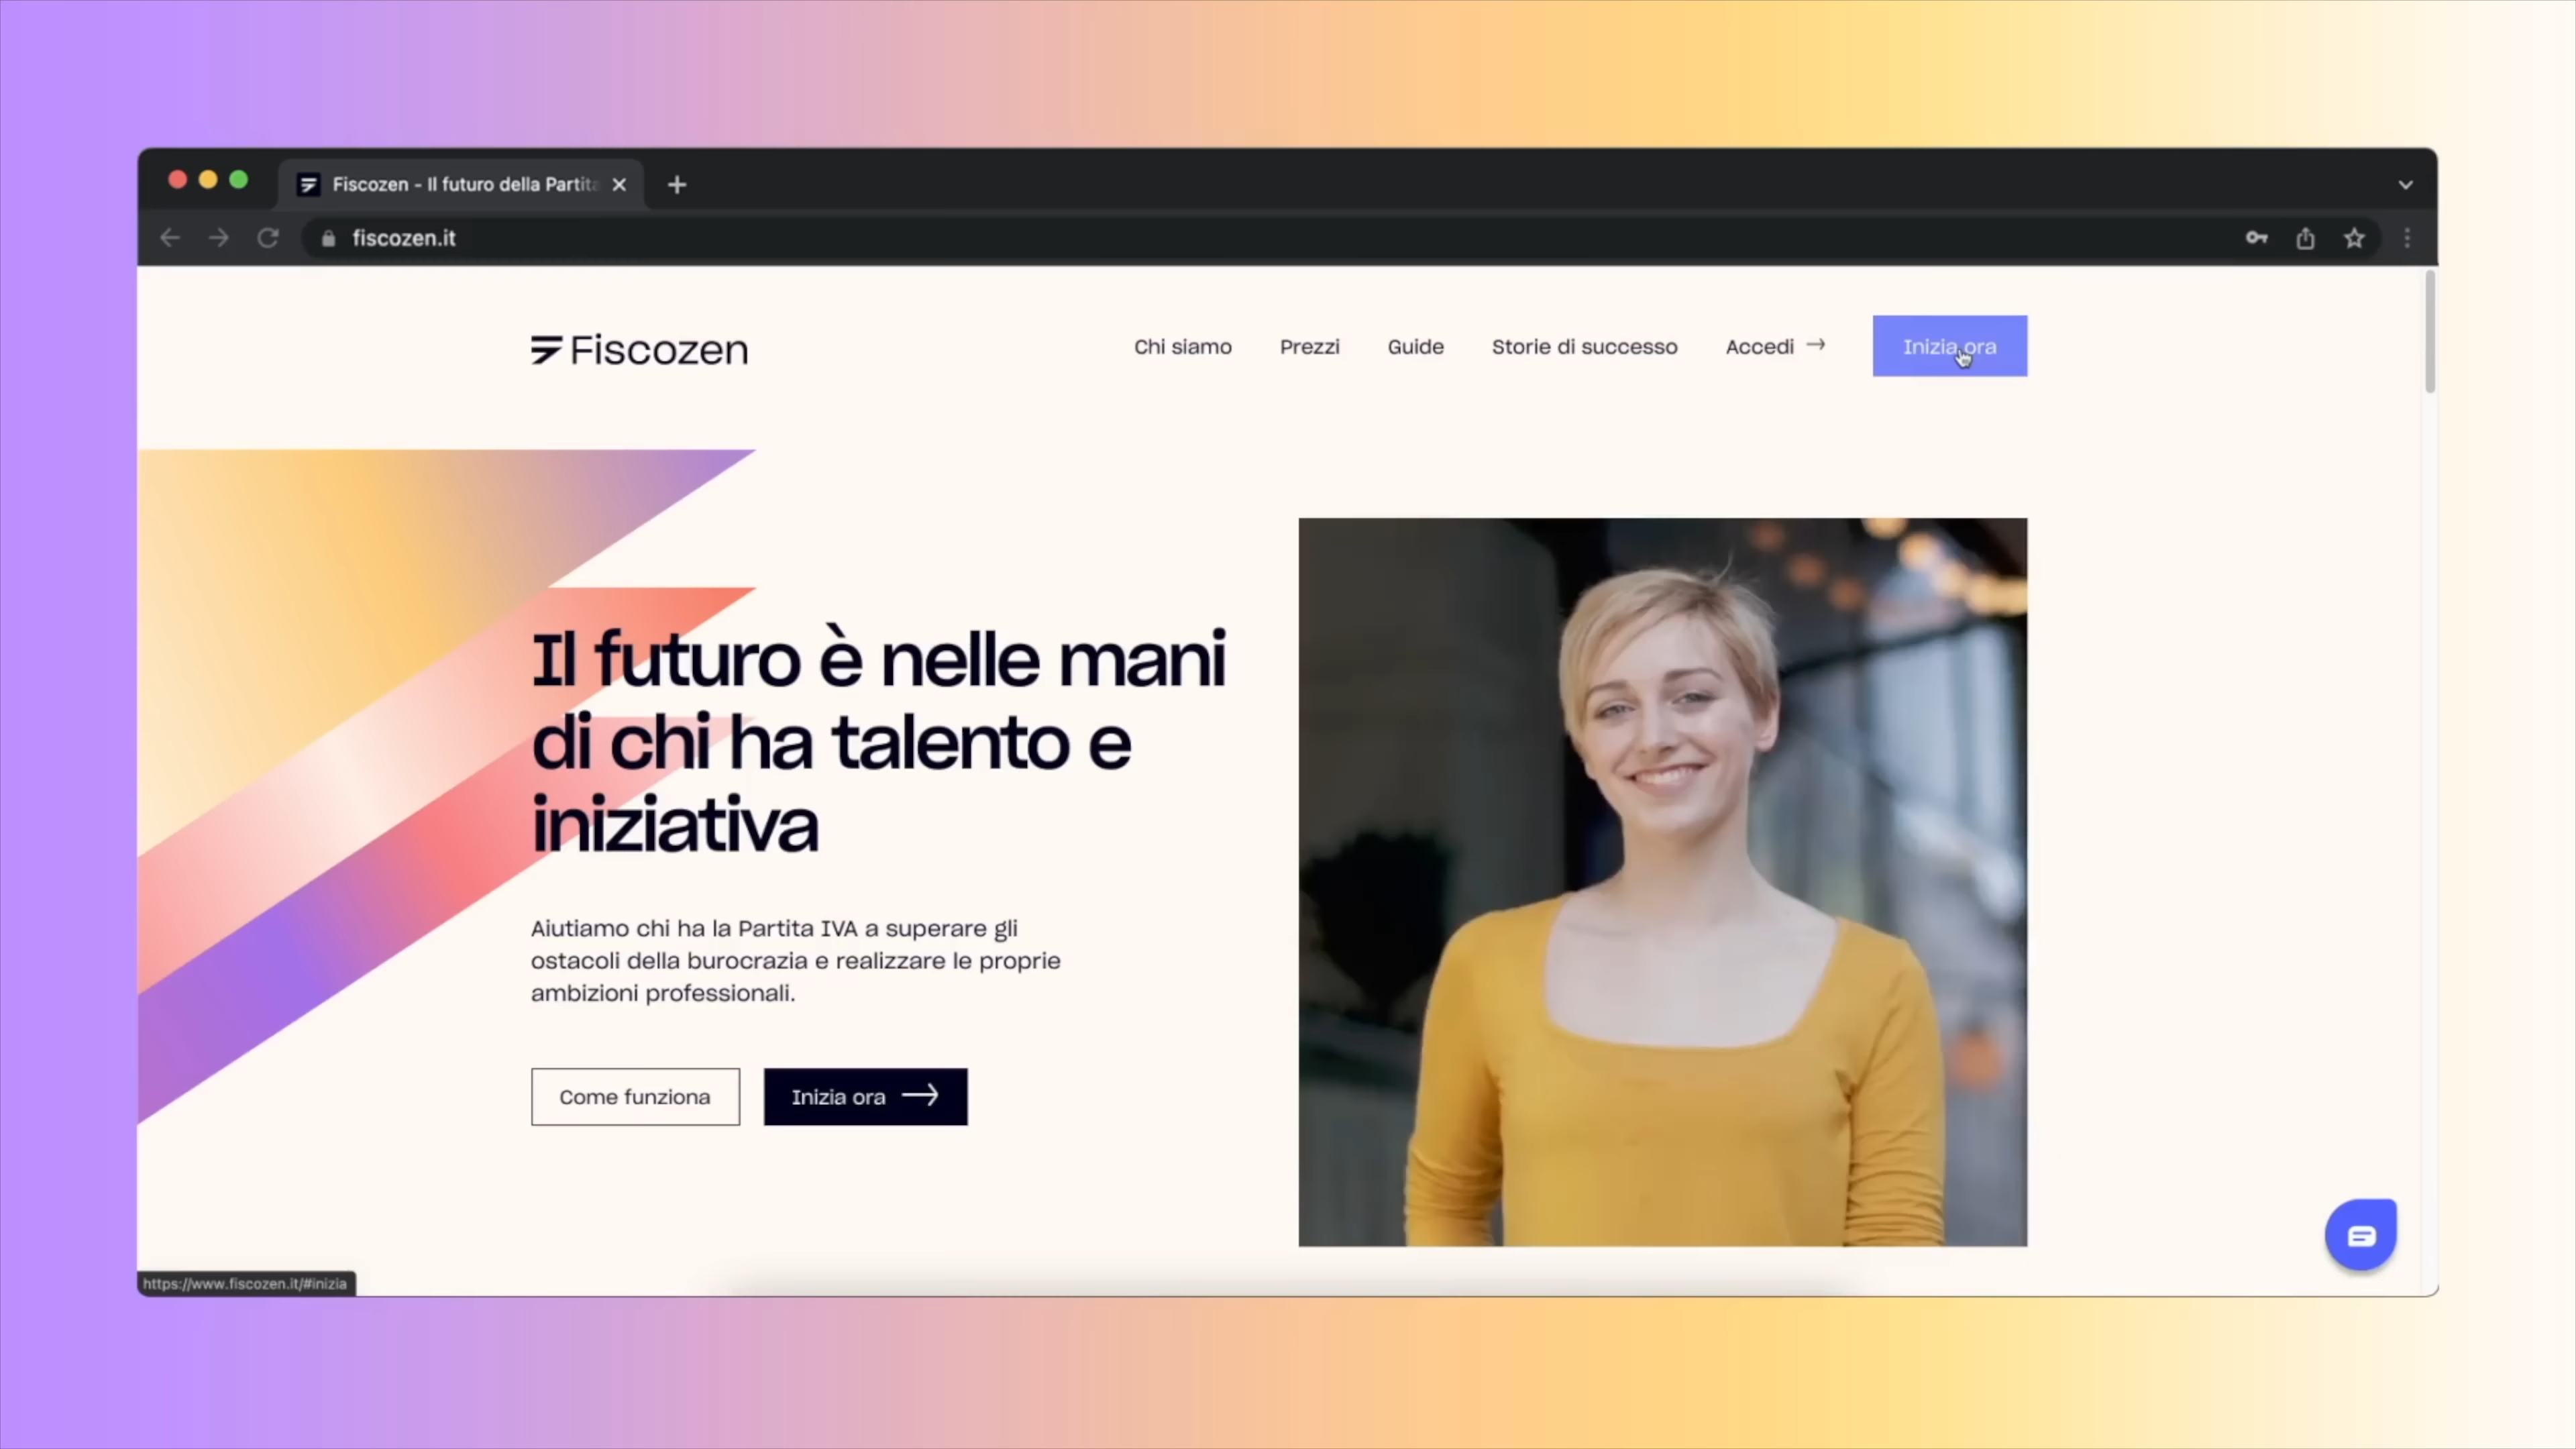 Fiscozen - Il futuro della Partita
fiscozen.it
Fiscozen
Chi siamo
Prezzi
Guide
Storie di successo
Accedi →
Inizia ora
Il futuro è nelle mani
di chi ha talento e
iniziativa
Aiutiamo chi ha la Partita IVA a superare gli
ostacoli della burocrazia e realizzare le proprie
ambizioni professionali.
Come funziona
Inizia ora →
https://www.fiscozen.it/#inizia